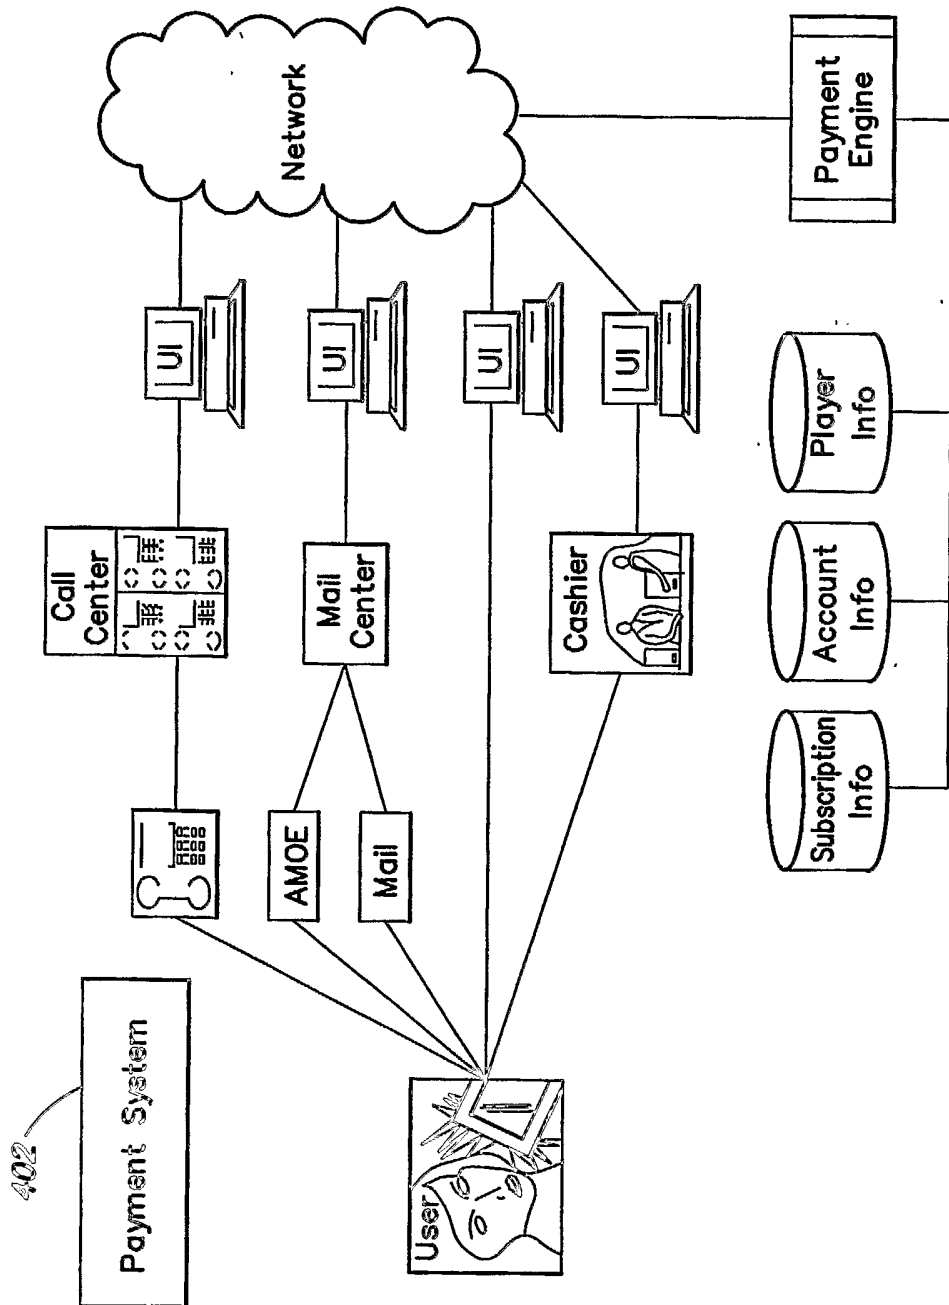 402
Payment System
User
AMOE
Mail
Call
Center
Mail
Center
Cashier
UI
UI
UI
UI
Network
Subscription
Info
Account
Info
Player
Info
Payment
Engine